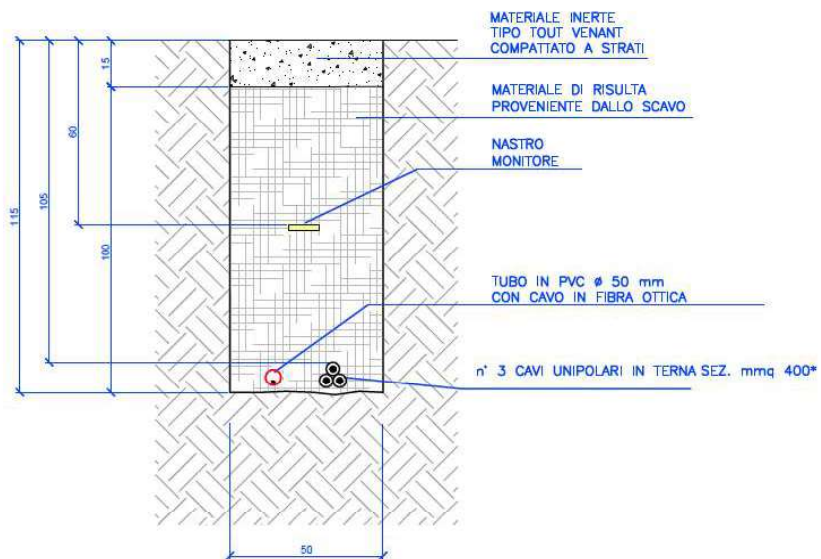 MATERIALE INERTE
TIPO TOUT VENANT
COMPATTATO A STRATI
MATERIALE DI RISULTA
PROVENIENTE DALLO SCAVO
NASTRO
MONITORE
TUBO IN PVC ø 50 mm
CON CAVO IN FIBRA OTTICA
n° 3 CAVI UNIPOLARI IN TERNA SEZ. mmq 400*
15
60
105
115
100
50